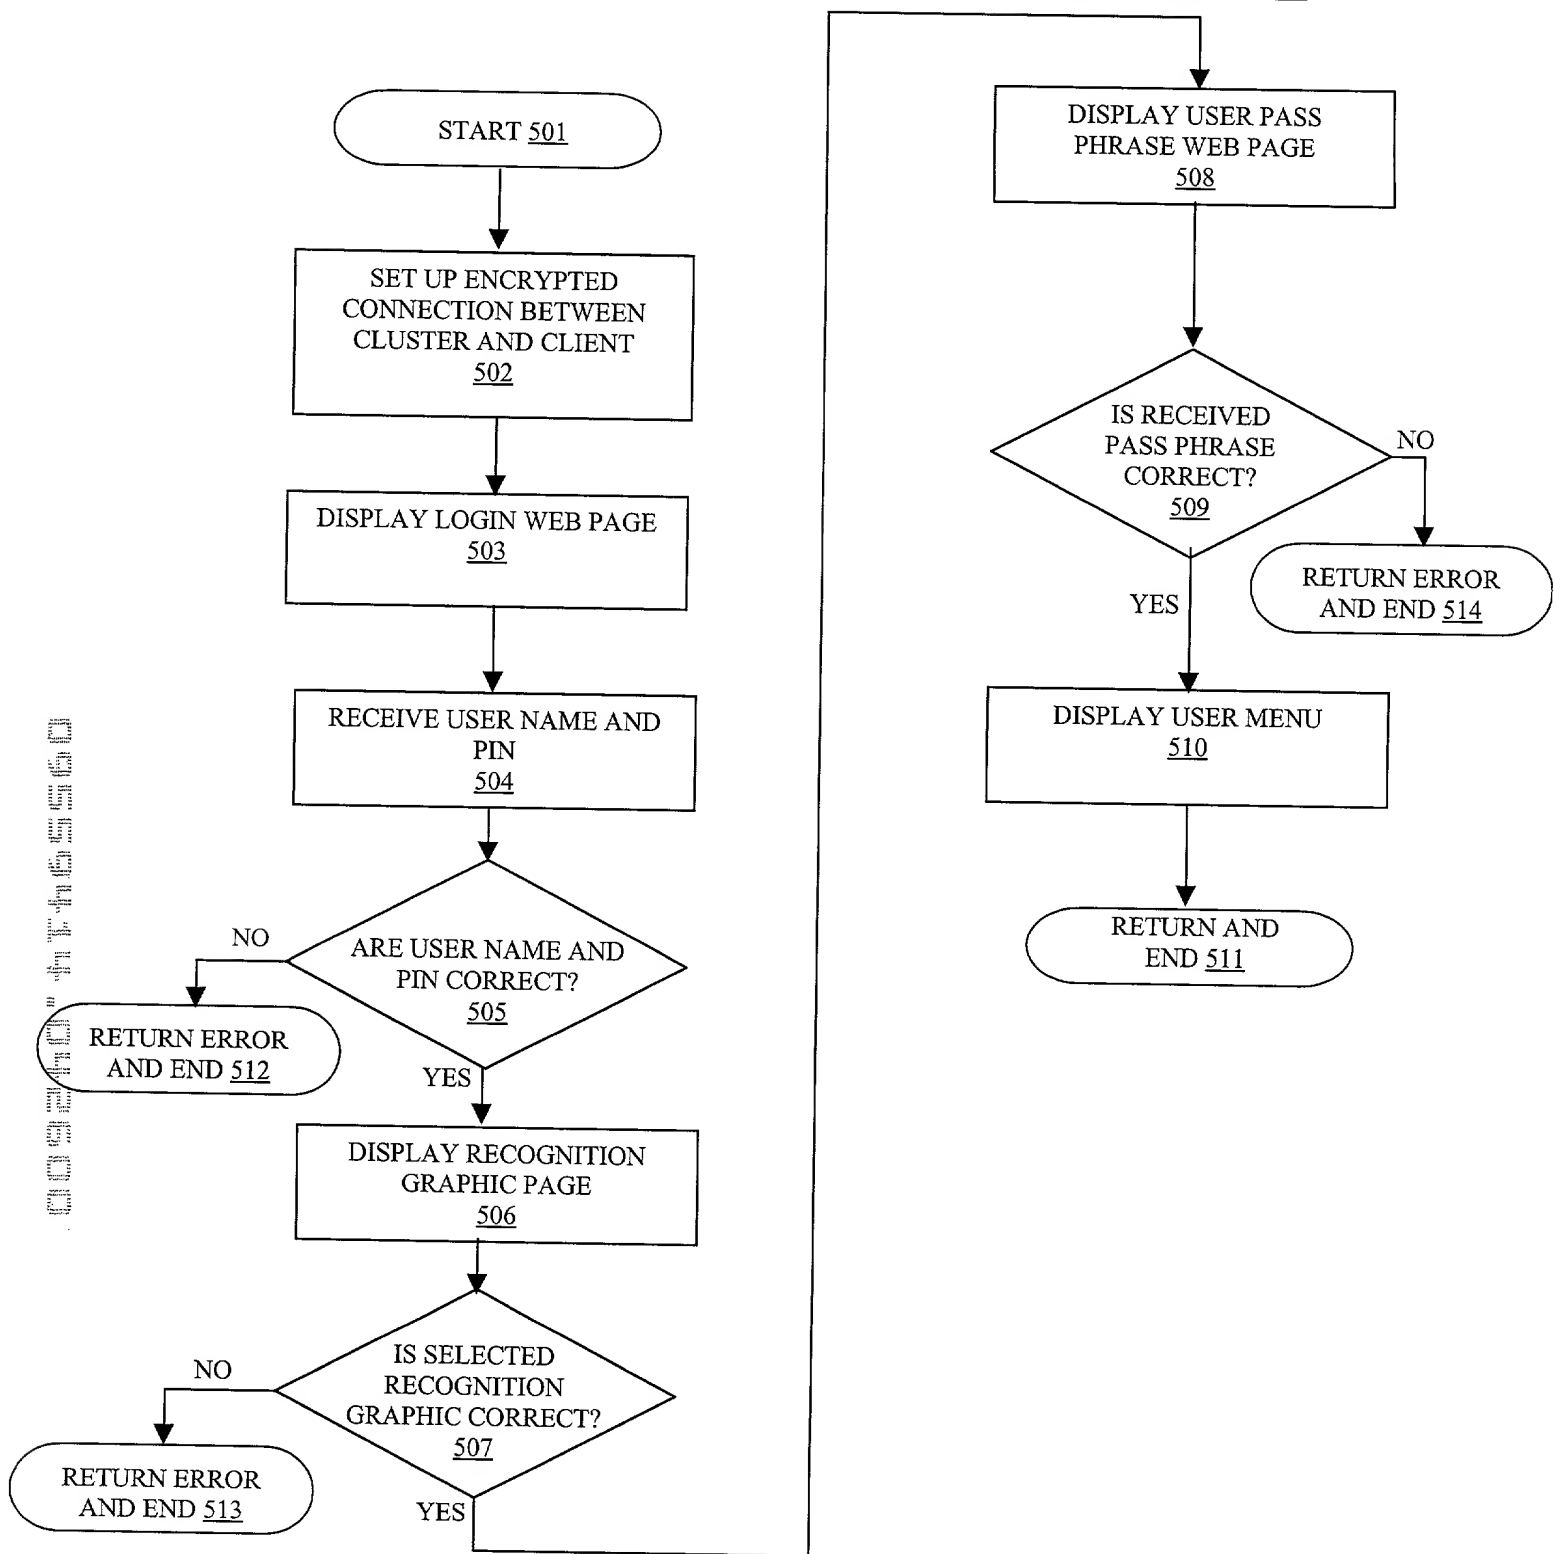 START 501
SET UP ENCRYPTED
CONNECTION BETWEEN
CLUSTER AND CLIENT
502
DISPLAY LOGIN WEB PAGE
503
RECEIVE USER NAME AND
PIN
504
ARE USER NAME AND
PIN CORRECT?
505
NO
RETURN ERROR
AND END 512
YES
DISPLAY RECOGNITION
GRAPHIC PAGE
506
IS SELECTED
RECOGNITION
GRAPHIC CORRECT?
507
NO
RETURN ERROR
AND END 513
YES
DISPLAY USER PASS
PHRASE WEB PAGE
508
IS RECEIVED
PASS PHRASE
CORRECT?
509
NO
RETURN ERROR
AND END 514
YES
DISPLAY USER MENU
510
RETURN AND
END 511